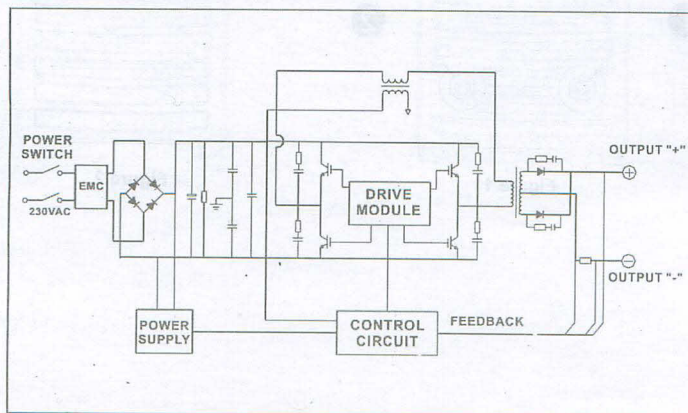 POWER
SWITCH
230VAC
EMC
DRIVE
MODULE
OUTPUT "+"
OUTPUT "-"
POWER
SUPPLY
CONTROL
CIRCUIT
FEEDBACK